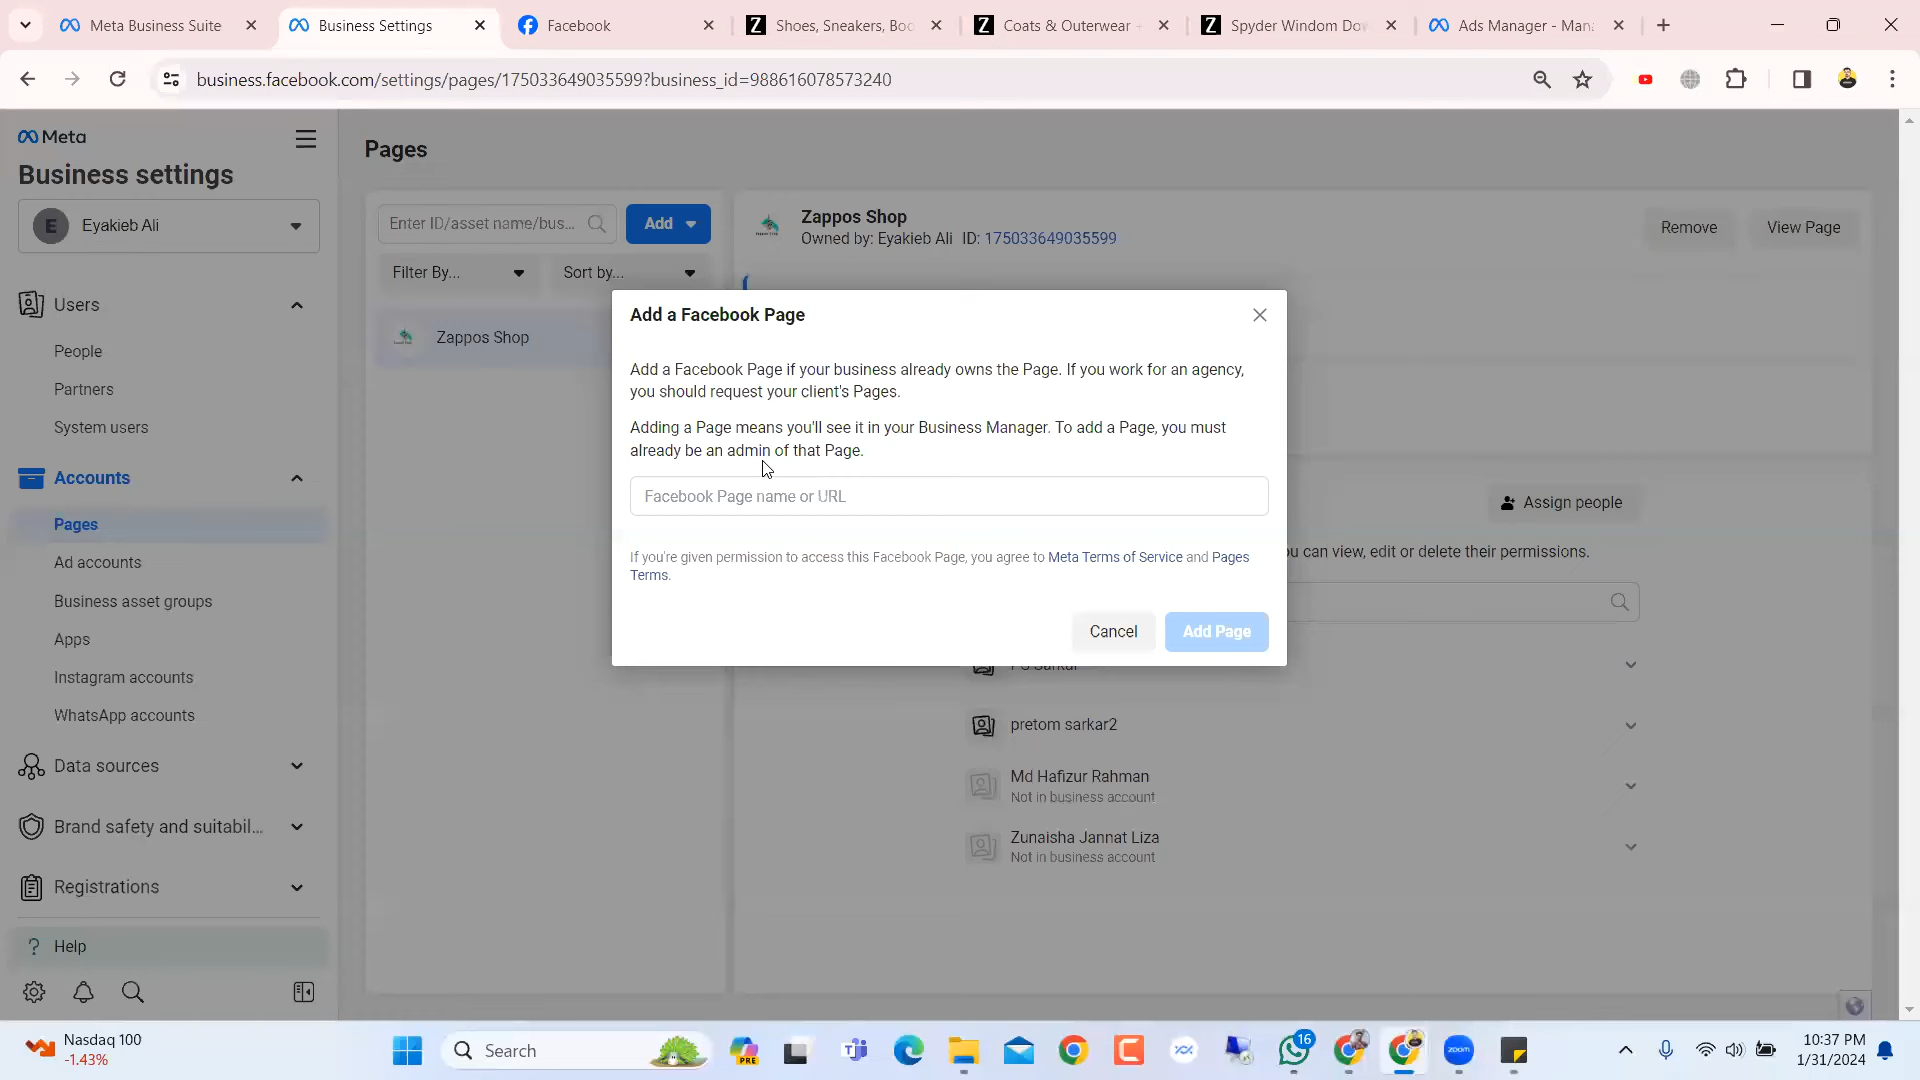 Meta Business Suite
Business Settings
Facebook
Shoes, Sneakers, Boo
Coats & Outerwear
Spyder Windom Dow
Ads Manager - Mana
business.facebook.com/settings/pages/175033649035599?business_id=988616078573240
Meta
Business settings
E
Eyakieb Ali
Users
People
Partners
System users
Accounts
Pages
Ad accounts
Business asset groups
Apps
Instagram accounts
WhatsApp accounts
Data sources
Brand safety and suitabil...
Registrations
? Help
Pages
Enter ID/asset name/bus...
Add
Filter By...
Sort by...
Zappos Shop
Zappos Shop
Owned by: Eyakieb Ali ID: 175033649035599
Remove
View Page
Add a Facebook Page
Add a Facebook Page if your business already owns the Page. If you work for an agency,
you should request your client's Pages.
Adding a Page means you'll see it in your Business Manager. To add a Page, you must
already be an admin of that Page.
Facebook Page name or URL
If you're given permission to access this Facebook Page, you agree to Meta Terms of Service and Pages
Terms.
Cancel
Add Page
Assign people
u can view, edit or delete their permissions.
pretom sarkar2
Md Hafizur Rahman
Not in business account
Zunaisha Jannat Liza
Not in business account
Nasdaq 100
-1.43%
Search
PRE
16
zoom
10:37 PM
1/31/2024